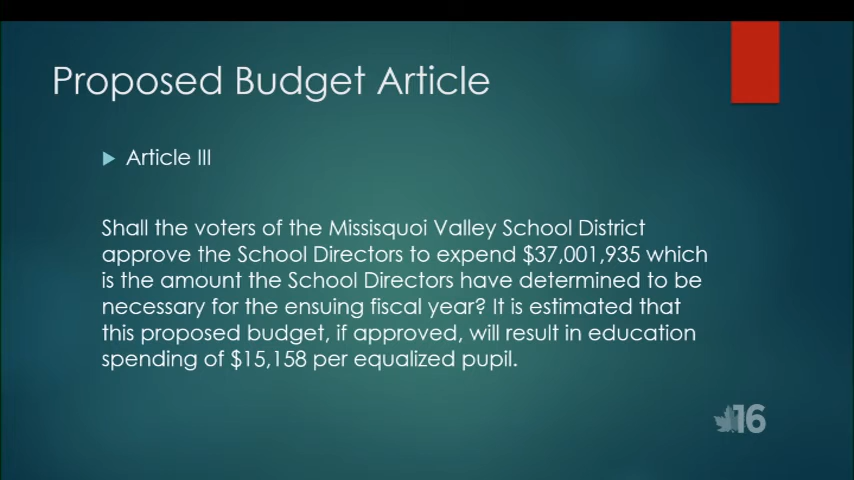 Proposed Budget Article
Article III
Shall the voters of the Missisquoi Valley School District
approve the School Directors to expend $37,001,935 which
is the amount the School Directors have determined to be
necessary for the ensuing fiscal year? It is estimated that
this proposed budget, if approved, will result in education
spending of $15,158 per equalized pupil.
16